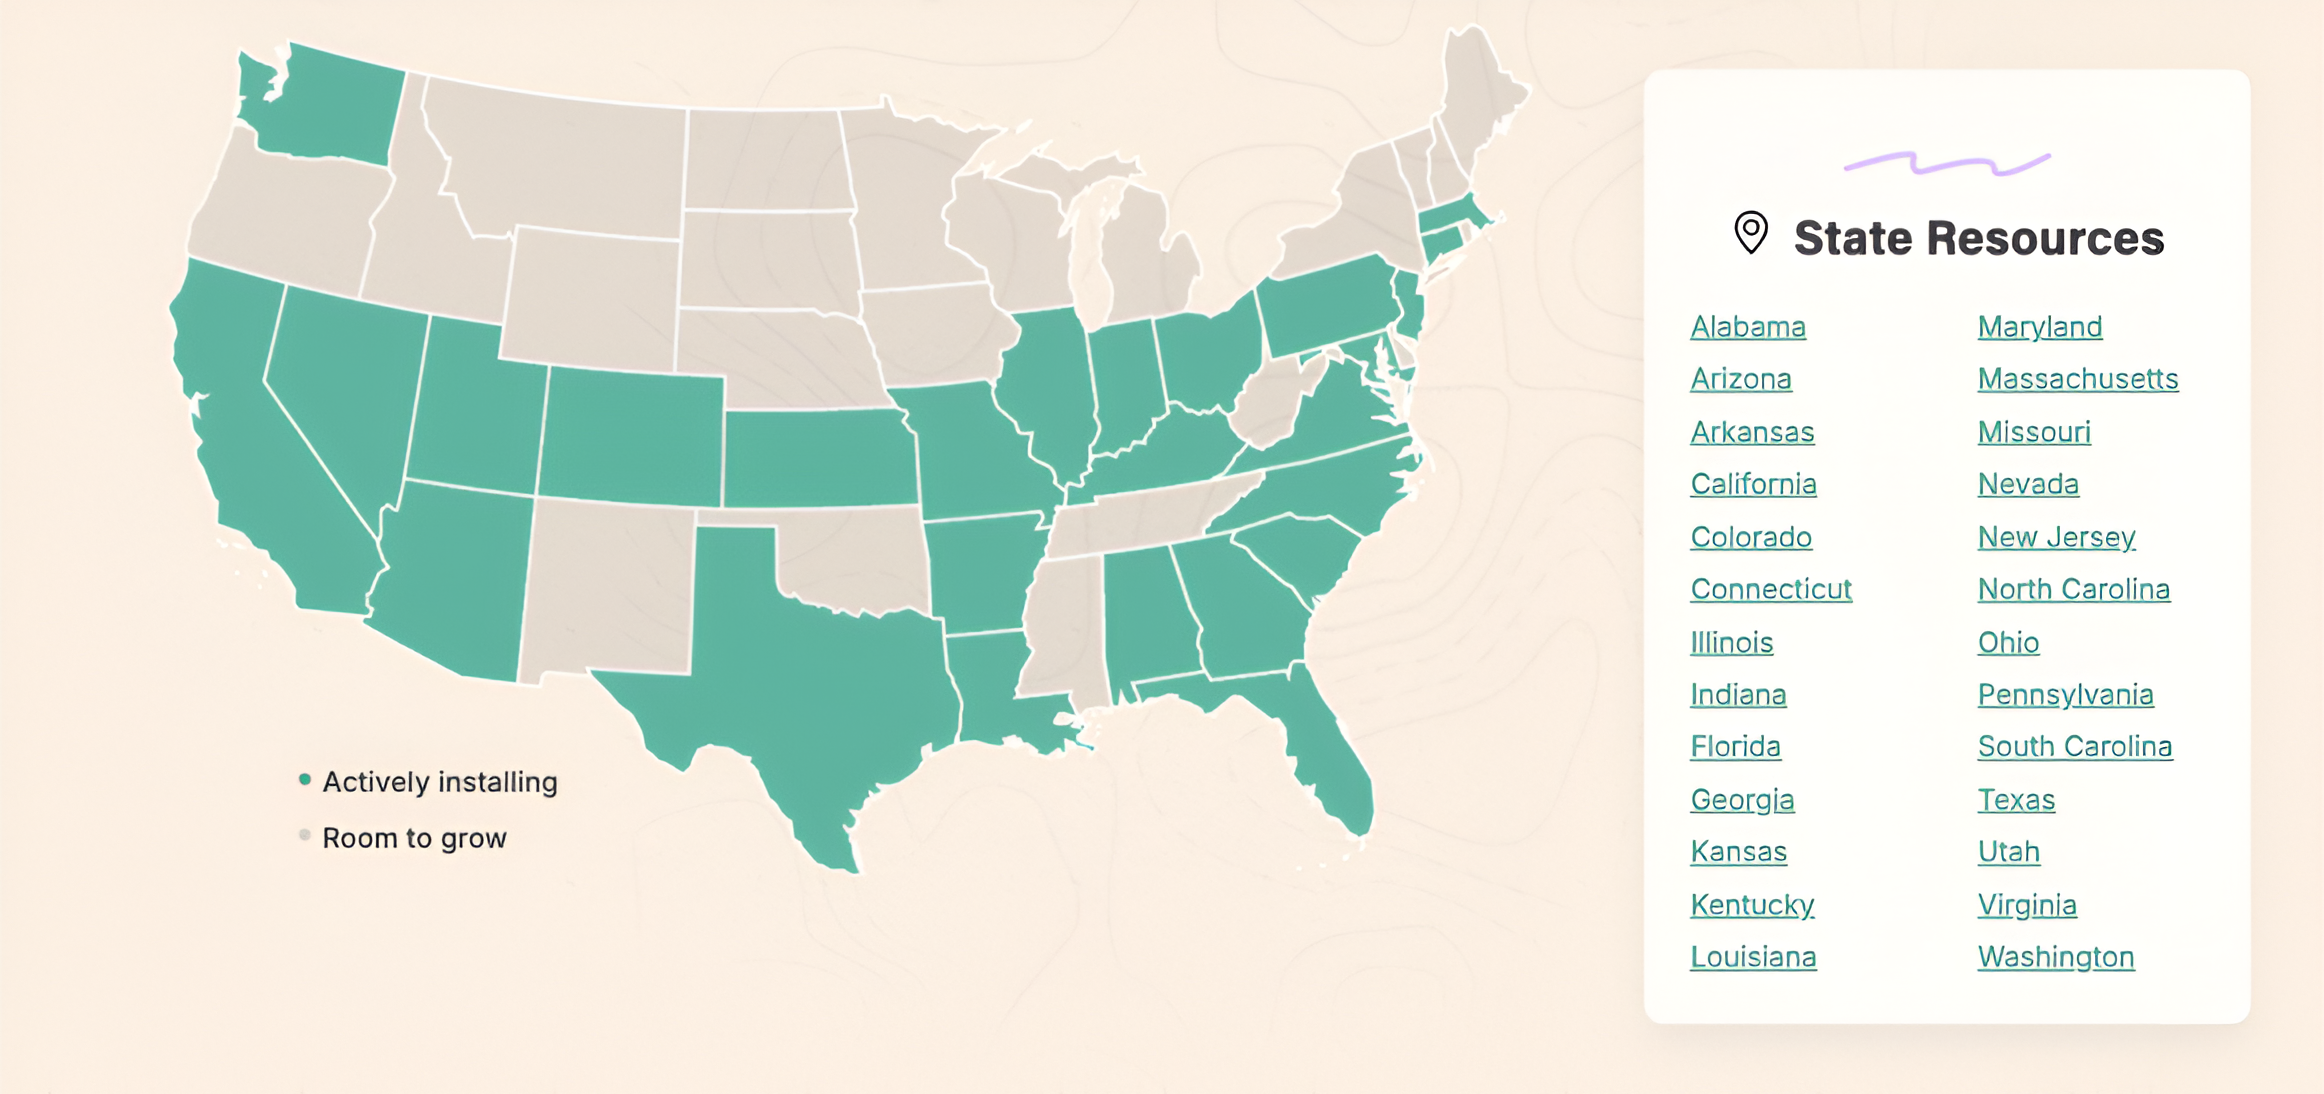 State Resources
Alabama
Arizona
Arkansas
California
Colorado
Connecticut
Illinois
Indiana
Florida
Georgia
Kansas
Kentucky
Louisiana
Maryland
Massachusetts
Missouri
Nevada
New Jersey
North Carolina
Ohio
Pennsylvania
South Carolina
Texas
Utah
Virginia
Washington
Actively installing
Room to grow